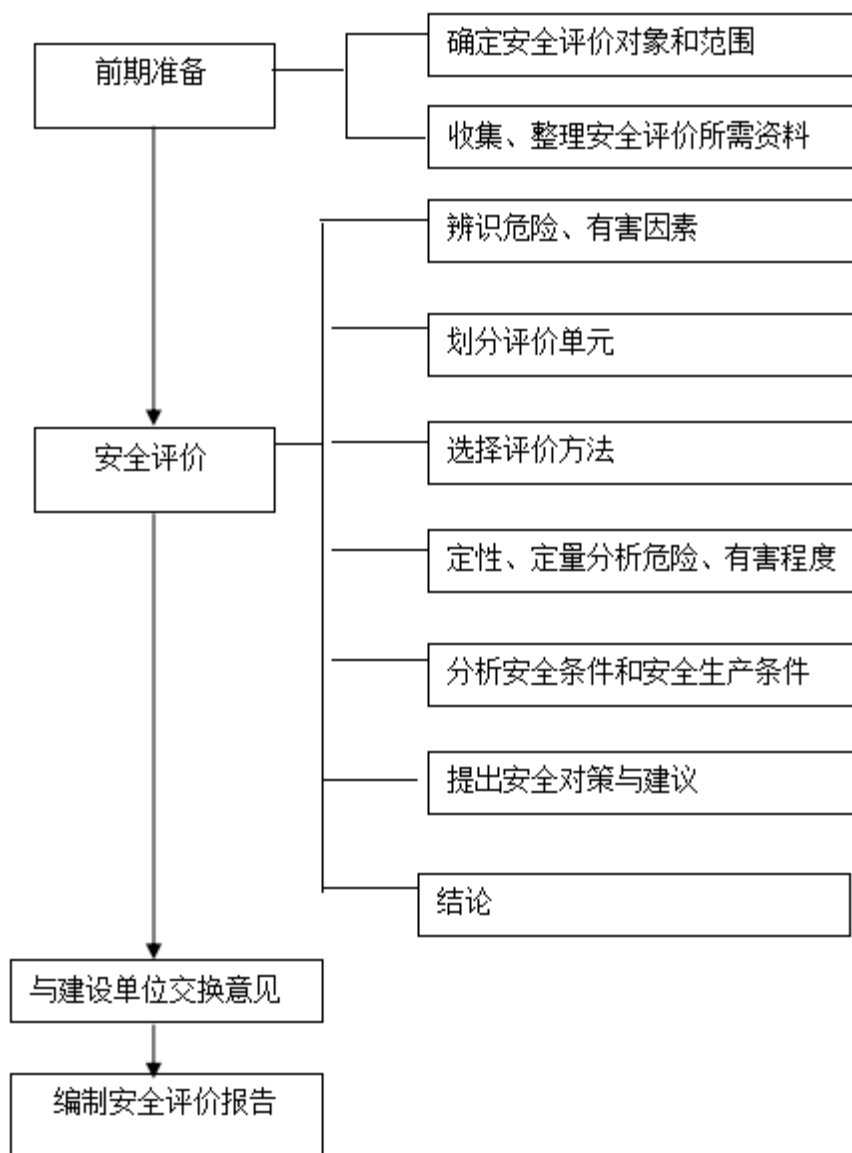 前期准备
确定安全评价对象和范围
收集、整理安全评价所需资料
安全评价
辨识危险、有害因素
划分评价单元
选择评价方法
定性、定量分析危险、有害程度
分析安全条件和安全生产条件
提出安全对策与建议
结论
与建设单位交换意见
编制安全评价报告